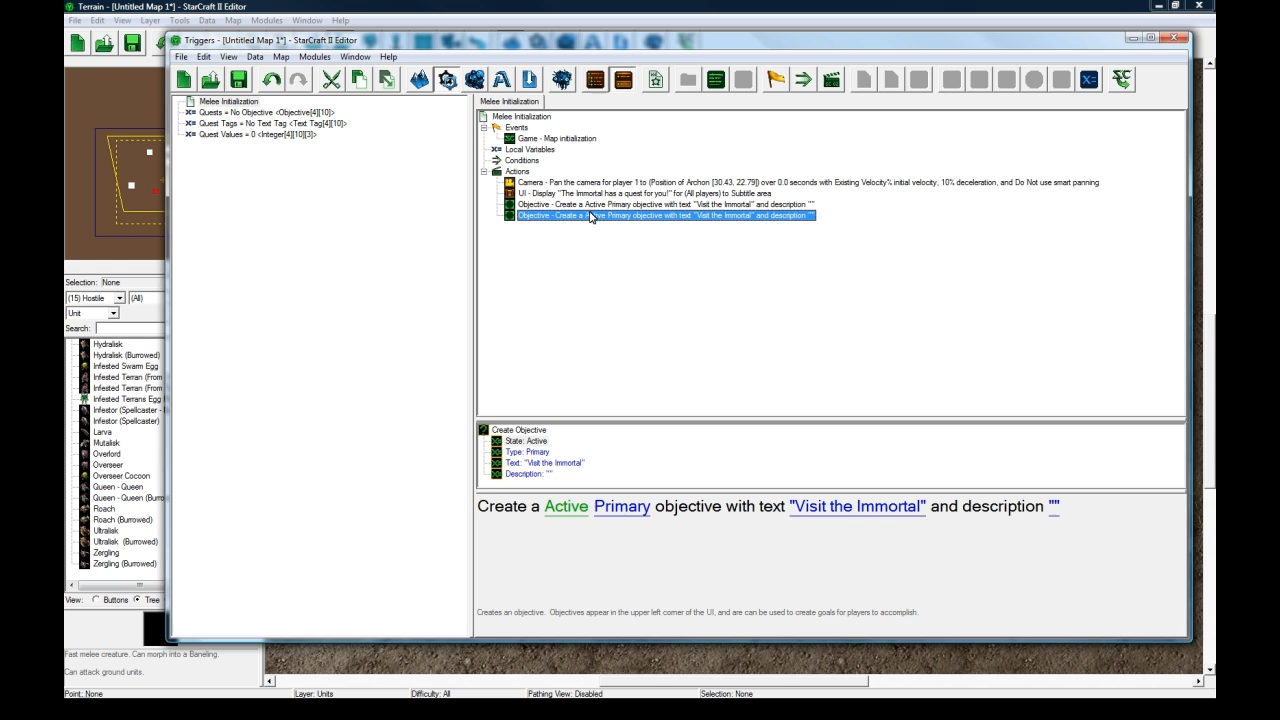 Terrain - [Untitled Map 1*] - StarCraft II Editor
File Edit View Layer Tools Data Map Modules Window Help
Triggers - [Untitled Map 1*] - StarCraft II Editor
File Edit View Data Map Modules Window Help
Melee Initialization
Quests = No Objective <Objective[4][10]>
Quest Tags = No Text Tag <Text Tag[4][10]>
Quest Values = 0 <Integer[4][10][3]>
Melee Initialization
Melee Initialization
Events
Game - Map initialization
Local Variables
Conditions
Actions
Camera - Pan the camera for player 1 to (Position of Archon [30.43, 22.79]) over 0.0 seconds with Existing Velocity% initial velocity, 10% deceleration, and Do Not use smart panning
UI - Display "The Immortal has a quest for you!" for (All players) to Subtitle area
Objective - Create a Active Primary objective with text "Visit the Immortal" and description ""
Objective - Create a Active Primary objective with text "Visit the Immortal" and description ""
Selection: None
(15) Hostile (All)
Unit
Search:
Hydralisk
Hydralisk (Burrowed)
Infested Swarm Egg
Infested Terran (From
Infested Terran (From
Infested Terrans Egg
Infestor (Spellcaster -
Infestor (Spellcaster)
Larva
Mutalisk
Overlord
Overseer
Overseer Cocoon
Queen - Queen
Queen - Queen (Burro
Roach
Roach (Burrowed)
Ultralisk
Ultralisk (Burrowed)
Zergling
Zergling (Burrowed)
View: Buttons Tree
Create Objective
State: Active
Type: Primary
Text: "Visit the Immortal"
Description: ""
Create a Active Primary objective with text "Visit the Immortal" and description ""
Creates an objective. Objectives appear in the upper left corner of the UI, and are can be used to create goals for players to accomplish.
Fast melee creature. Can morph into a Baneling.
Can attack ground units.
Point: None Layer: Units Difficulty: All Pathing View: Disabled Selection: None